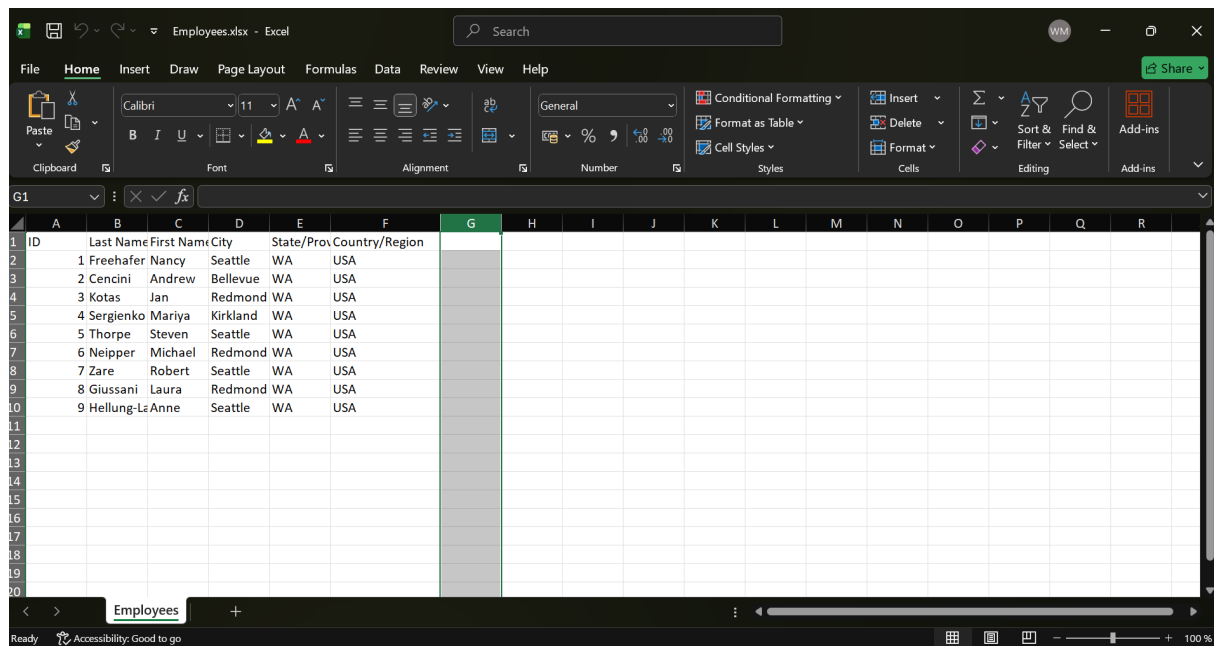 Employees.xlsx - Excel
Search
WM
File Home Insert Draw Page Layout Formulas Data Review View Help
Share
Paste
Calibri 11
B I U A
General
Conditional Formatting
Format as Table
Cell Styles
Insert
Delete
Format
Sort & Filter
Find & Select
Add-ins
Clipboard Font Alignment Number Styles Cells Editing Add-ins
G1 fx
A B C D E F G H I J K L M N O P Q R
1 ID Last Name First Name City State/Prov Country/Region
2 1 Freehafer Nancy Seattle WA USA
3 2 Cencini Andrew Bellevue WA USA
4 3 Kotas Jan Redmond WA USA
5 4 Sergienko Mariya Kirkland WA USA
6 5 Thorpe Steven Seattle WA USA
7 6 Neipper Michael Redmond WA USA
8 7 Zare Robert Seattle WA USA
9 8 Giussani Laura Redmond WA USA
10 9 Hellung-La Anne Seattle WA USA
11
12
13
14
15
16
17
18
19
20
Employees
Ready Accessibility: Good to go 100 %